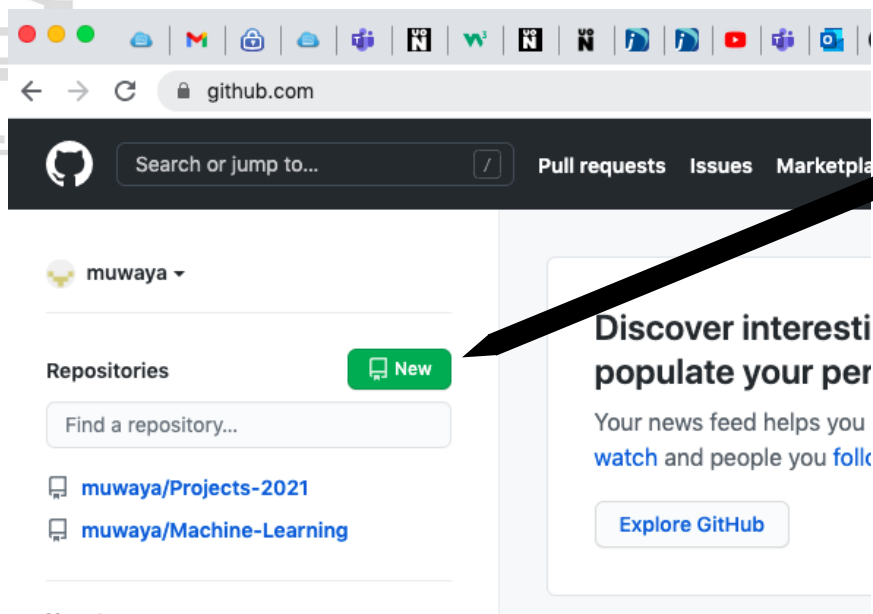 github.com
Search or jump to... /
Pull requests Issues Marketpla
muwaya
Repositories
New
Find a repository...
muwaya/Projects-2021
muwaya/Machine-Learning
Discover interesti
populate your per
Your news feed helps you
watch and people you follo
Explore GitHub